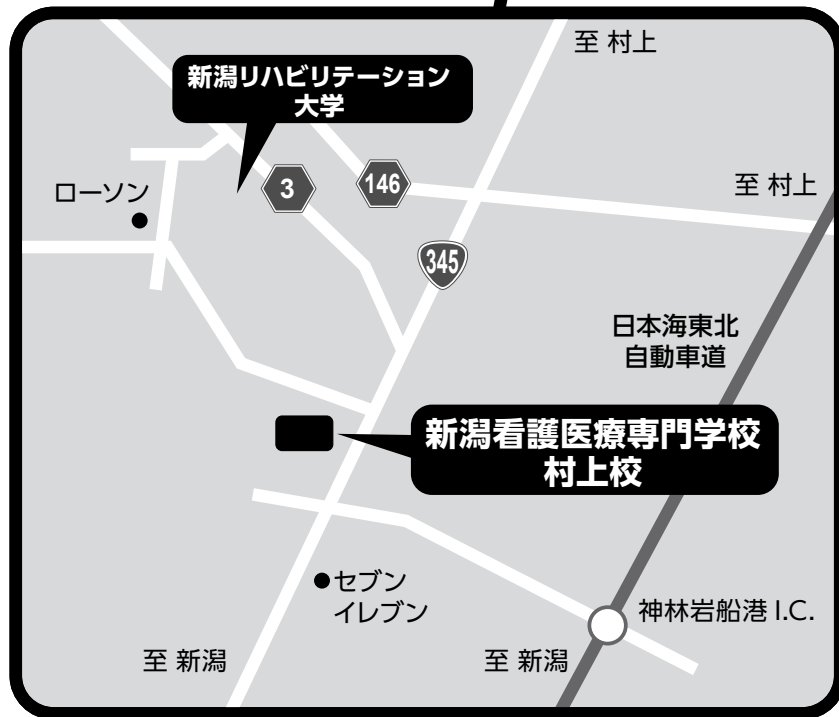 至 村上
新潟リハビリテーション
大学
ローソン
3
146
至 村上
345
日本海東北
自動車道
新潟看護医療専門学校
村上校
セブン
イレブン
神林岩船港 I.C.
至 新潟
至 新潟